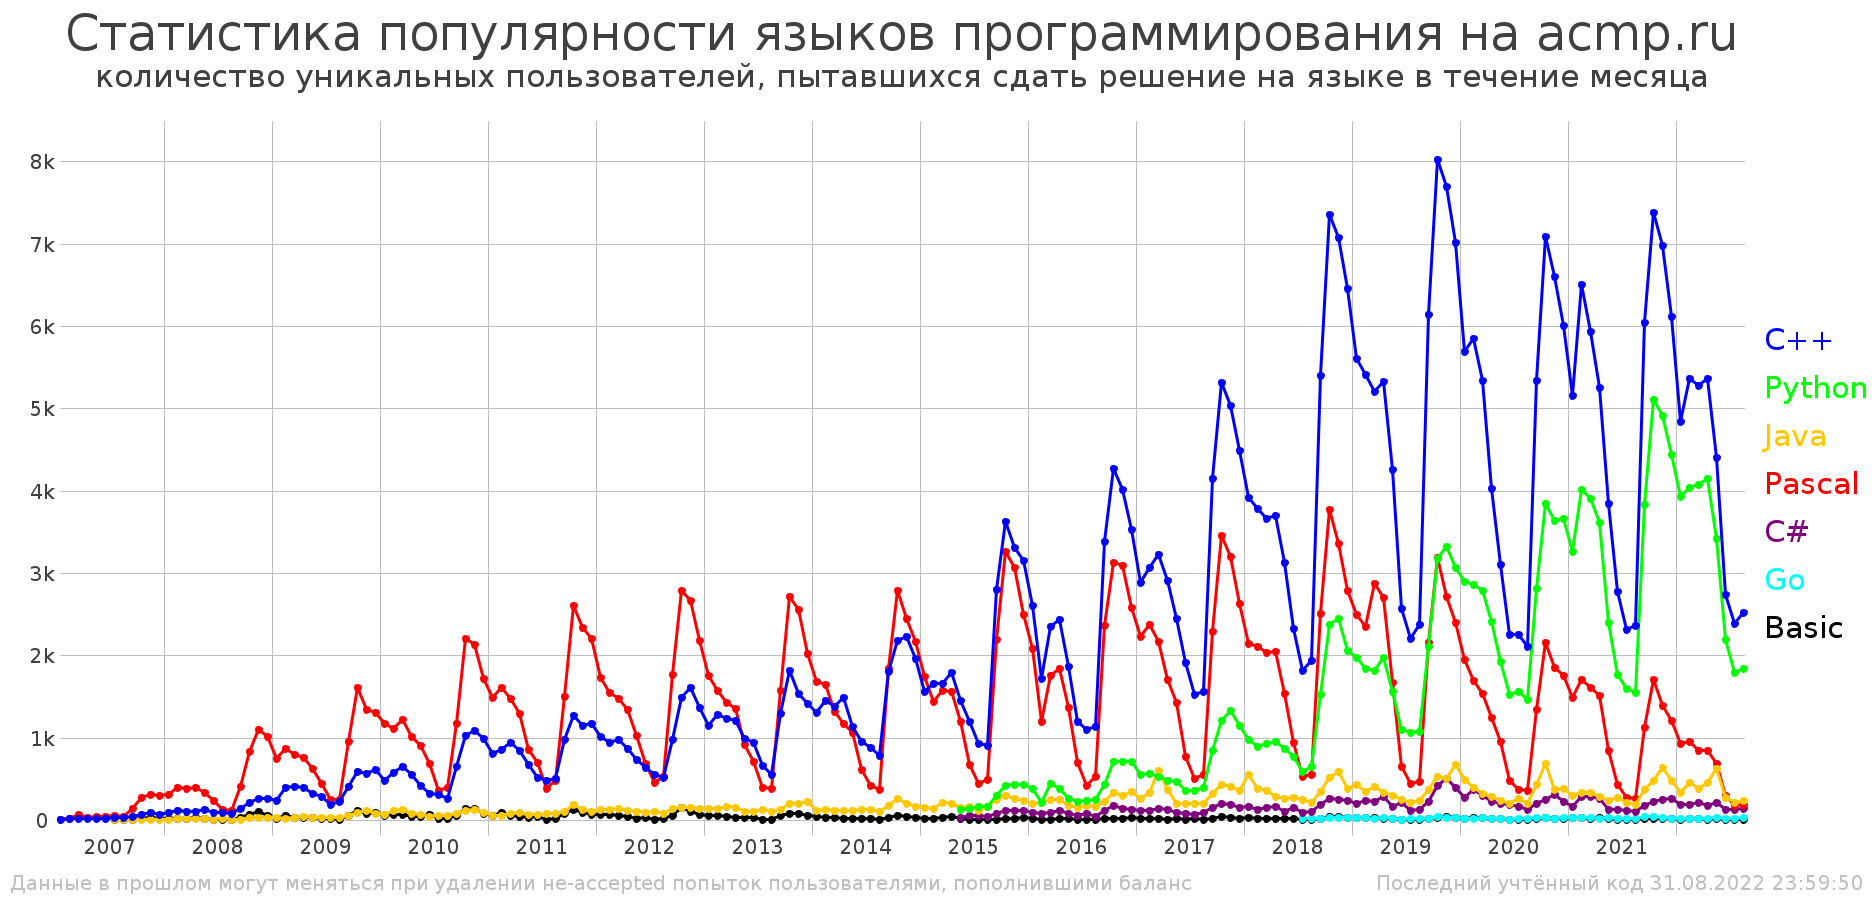 Статистика популярности языков программирования на acmp.ru
количество уникальных пользователей, пытавшихся сдать решение на языке в течение месяца
8k
7k
6k
5k
4k
3k
2k
1k
0
C++
Python
Java
Pascal
C#
Go
Basic
2007 2008 2009 2010 2011 2012 2013 2014 2015 2016 2017 2018 2019 2020 2021
Данные в прошлом могут меняться при удалении не-accepted попыток пользователями, пополнившими баланс
Последний учтённый код 31.08.2022 23:59:50